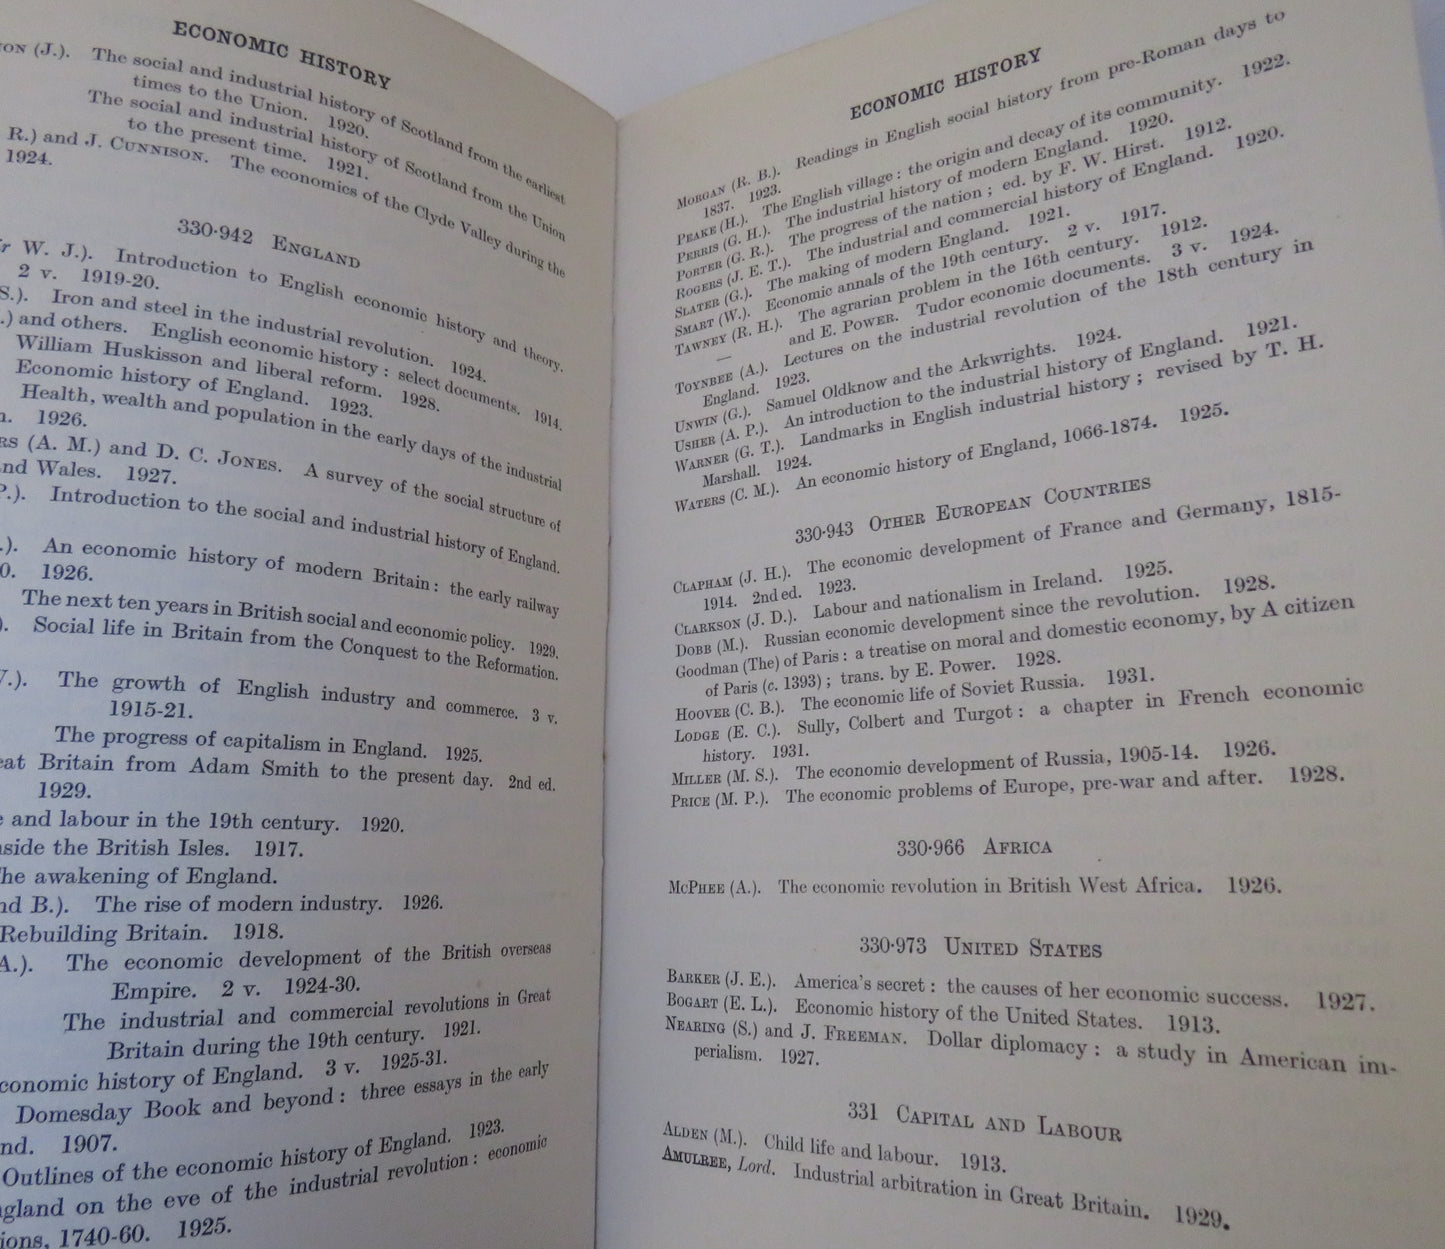 ECONOMIC HISTORY
ON (J.). The social and industrial history of Scotland from the earliest
times to the Union. 1920.
The social and industrial history of Scotland from the Union
to the present time. 1921.
R.) and J. CUNNISON. The economics of the Clyde Valley during the
1924.
330·942 ENGLAND
W. J.). Introduction to English economic history and theory.
2 v. 1919-20.
S.). Iron and steel in the industrial revolution. 1924.
.) and others. English economic history : select documents. 1914.
William Huskisson and liberal reform. 1928.
Economic history of England. 1923.
Health, wealth and population in the early days of the industrial
1926.
RS (A. M.) and D. C. JONES. A survey of the social structure of
nd Wales. 1927.
P.). Introduction to the social and industrial history of England.
.). An economic history of modern Britain : the early railway
0. 1926.
The next ten years in British social and economic policy. 1929.
). Social life in Britain from the Conquest to the Reformation.
.). The growth of English industry and commerce. 3 v.
1915-21.
The progress of capitalism in England. 1925.
eat Britain from Adam Smith to the present day. 2nd ed.
1929.
e and labour in the 19th century. 1920.
side the British Isles. 1917.
he awakening of England.
nd B.). The rise of modern industry. 1926.
Rebuilding Britain. 1918.
A.). The economic development of the British overseas
Empire. 2 v. 1924-30.
The industrial and commercial revolutions in Great
Britain during the 19th century. 1921.
conomic history of England. 3 v. 1925-31.
Domesday Book and beyond : three essays in the early
nd. 1907.
Outlines of the economic history of England. 1923.
ngland on the eve of the industrial revolution : economic
ions, 1740-60. 1925.
ECONOMIC HISTORY
MORGAN (R. B.). Readings in English social history from pre-Roman days to
1837. 1923.
PEAKE (H.). The English village : the origin and decay of its community. 1922.
PERRIS (G. H.). The industrial history of modern England. 1920.
PORTER (G. R.). The progress of the nation ; ed. by F. W. Hirst. 1912.
ROGERS (J. E. T.). The industrial and commercial history of England. 1920.
SLATER (G.). The making of modern England. 1921.
SMART (W.). Economic annals of the 19th century. 2 v. 1917.
TAWNEY (R. H.). The agrarian problem in the 16th century. 1912.
— and E. POWER. Tudor economic documents. 3 v. 1924.
TOYNBEE (A.). Lectures on the industrial revolution of the 18th century in
England. 1923.
UNWIN (G.). Samuel Oldknow and the Arkwrights. 1924.
USHER (A. P.). An introduction to the industrial history of England. 1921.
WARNER (G. T.). Landmarks in English industrial history ; revised by T. H.
Marshall. 1924.
WATERS (C. M.). An economic history of England, 1066-1874. 1925.
330·943 OTHER EUROPEAN COUNTRIES
CLAPHAM (J. H.). The economic development of France and Germany, 1815-
1914. 2nd ed. 1923.
CLARKSON (J. D.). Labour and nationalism in Ireland. 1925.
DOBB (M.). Russian economic development since the revolution. 1928.
Goodman (The) of Paris : a treatise on moral and domestic economy, by A citizen
of Paris (c. 1393) ; trans. by E. Power. 1928.
HOOVER (C. B.). The economic life of Soviet Russia. 1931.
LODGE (E. C.). Sully, Colbert and Turgot : a chapter in French economic
history. 1931.
MILLER (M. S.). The economic development of Russia, 1905-14. 1926.
PRICE (M. P.). The economic problems of Europe, pre-war and after. 1928.
330·966 AFRICA
MCPHEE (A.). The economic revolution in British West Africa. 1926.
330·973 UNITED STATES
BARKER (J. E.). America's secret : the causes of her economic success. 1927.
BOGART (E. L.). Economic history of the United States. 1913.
NEARING (S.) and J. FREEMAN. Dollar diplomacy : a study in American im-
perialism. 1927.
331 CAPITAL AND LABOUR
ALDEN (M.). Child life and labour. 1913.
AMULREE, Lord. Industrial arbitration in Great Britain. 1929.